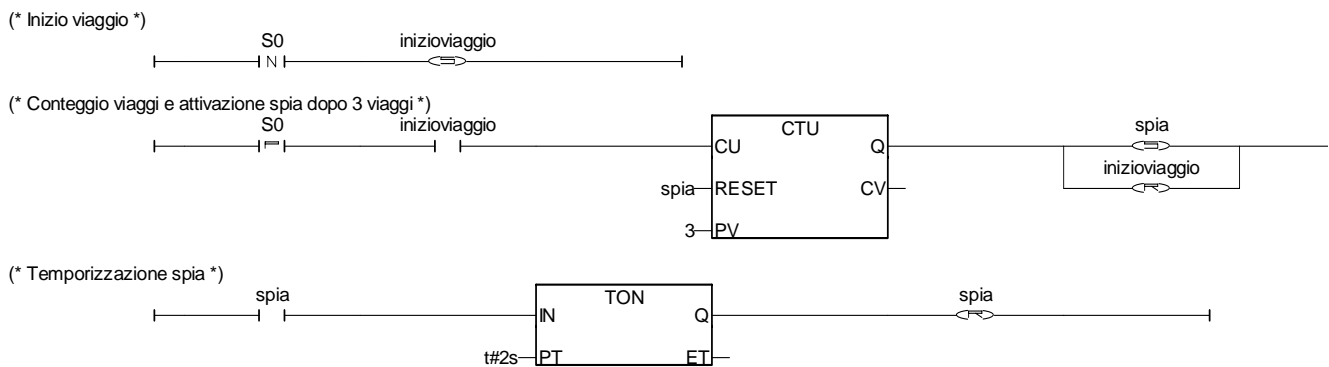 (* Inizio viaggio *)
S0 inizioviaggio
N
(* Conteggio viaggi e attivazione spia dopo 3 viaggi *)
S0 inizioviaggio CTU spia
CU Q
inizioviaggio
spia RESET CV
3 PV
(* Temporizzazione spia *)
spia TON spia
IN Q
t#2s PT ET